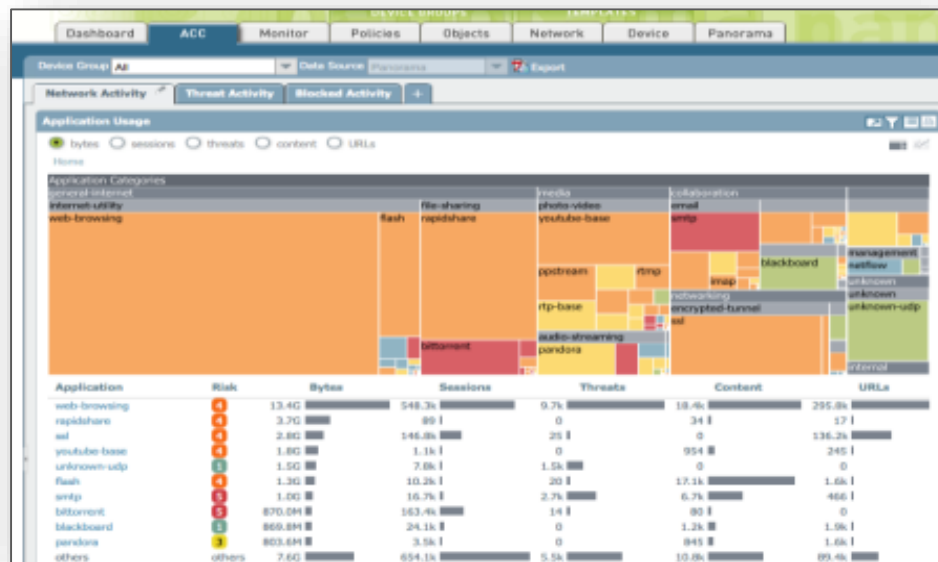 DEVICE GROUPS TEMPLATES
Dashboard ACC Monitor Policies Objects Network Device Panorama
Device Group All Data Source Panorama Export
Network Activity Threat Activity Blocked Activity +
Application Usage
bytes sessions threats content URLs
Home
Application Categories
general-internet media collaboration
internet-utility file-sharing photo-video email
web-browsing flash rapidshare youtube-base smtp
blackboard management
ppstream rtmp netflow
imap unknown
rtp-base networking unknown
encrypted-tunnel unknown-udp
ssl
audio-streaming
bittorrent pandora
internal
Application Risk Bytes Sessions Threats Content URLs
web-browsing 4 13.4G 548.3k 9.7k 18.4k 295.8k
rapidshare 4 3.7G 89 0 34 17
ssl 4 2.8G 146.8k 25 0 136.2k
youtube-base 4 1.8G 1.1k 0 954 245
unknown-udp 1 1.5G 7.8k 1.5k 0 0
flash 4 1.3G 10.2k 20 17.1k 1.6k
smtp 5 1.0G 16.7k 2.7k 6.7k 466
bittorrent 5 870.0M 163.4k 14 80 0
blackboard 1 869.8M 24.1k 0 1.2k 1.9k
pandora 3 803.6M 3.5k 0 845 1.6k
others others 7.6G 654.1k 5.5k 10.8k 89.4k